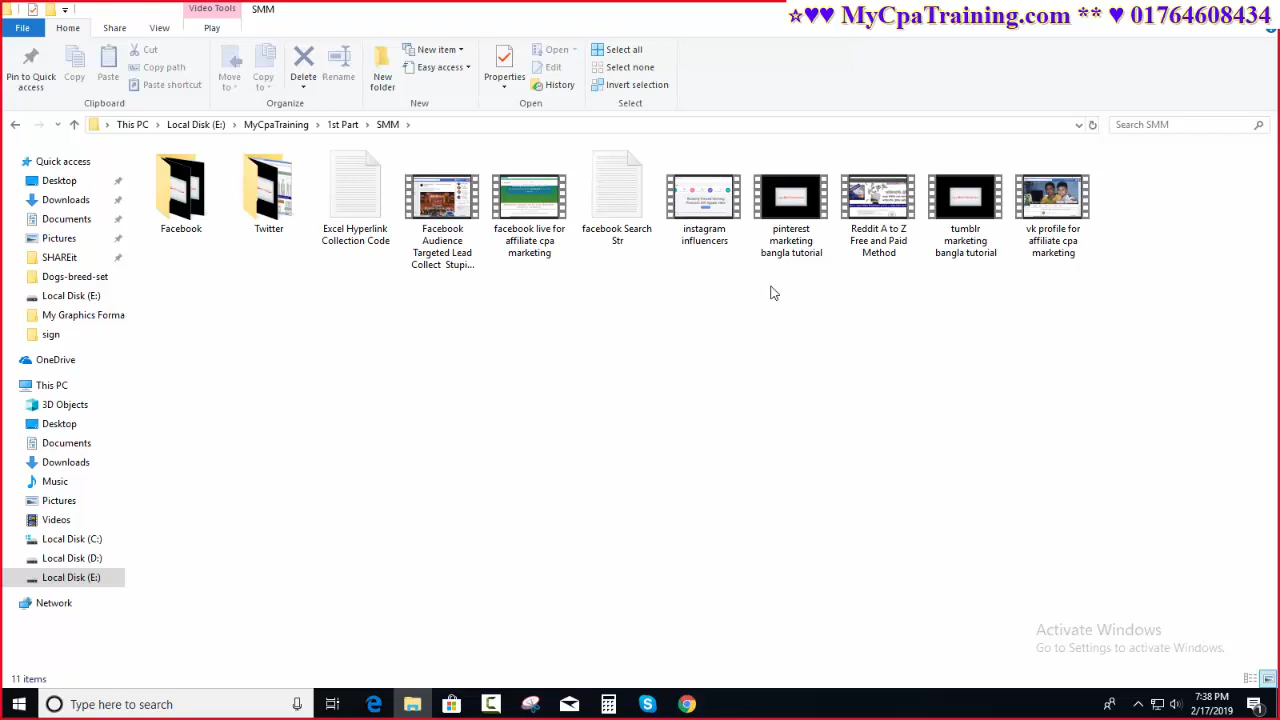 Video Tools
SMM
☆♥♥ MyCpaTraining.com ** ♥ 01764608434
File
Home
Share
View
Play
Pin to Quick access
Copy
Paste
Cut
Copy path
Paste shortcut
Clipboard
Move to
Copy to
Delete
Rename
Organize
New folder
New item
Easy access
New
Properties
Open
Edit
History
Open
Select all
Select none
Invert selection
Select
This PC
Local Disk (E:)
MyCpaTraining
1st Part
SMM
Search SMM
Quick access
Desktop
Downloads
Documents
Pictures
SHAREit
Dogs-breed-set
Local Disk (E:)
My Graphics Forma
sign
OneDrive
This PC
3D Objects
Desktop
Documents
Downloads
Music
Pictures
Videos
Local Disk (C:)
Local Disk (D:)
Local Disk (E:)
Network
Facebook
Twitter
Excel Hyperlink
Collection Code
Facebook
Audience
Targeted Lead
Collect Stupi...
facebook live for
affiliate cpa
marketing
facebook Search
Str
instagram
influencers
pinterest
marketing
bangla tutorial
Reddit A to Z
Free and Paid
Method
tumblr
marketing
bangla tutorial
vk profile for
affiliate cpa
marketing
Activate Windows
Go to Settings to activate Windows.
11 items
Type here to search
7:38 PM
2/17/2019